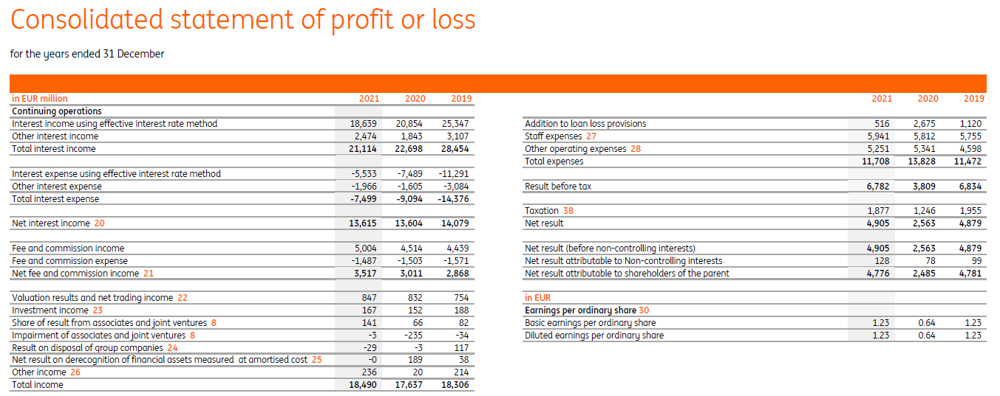 Consolidated statement of profit or loss
for the years ended 31 December
in EUR million 2021 2020 2019
Continuing operations
Interest income using effective interest rate method 18,639 20,854 25,347
Other interest income 2,474 1,843 3,107
Total interest income 21,114 22,698 28,454
Interest expense using effective interest rate method -5,533 -7,489 -11,291
Other interest expense -1,966 -1,605 -3,084
Total interest expense -7,499 -9,094 -14,376
Net interest income 20 13,615 13,604 14,079
Fee and commission income 5,004 4,514 4,439
Fee and commission expense -1,487 -1,503 -1,571
Net fee and commission income 21 3,517 3,011 2,868
Valuation results and net trading income 22 847 832 754
Investment income 23 167 152 188
Share of result from associates and joint ventures 8 141 66 82
Impairment of associates and joint ventures 8 -3 -235 -34
Result on disposal of group companies 24 -29 -3 117
Net result on derecognition of financial assets measured at amortised cost 25 -0 189 38
Other income 26 236 20 214
Total income 18,490 17,637 18,306
2021 2020 2019
Addition to loan loss provisions 516 2,675 1,120
Staff expenses 27 5,941 5,812 5,755
Other operating expenses 28 5,251 5,341 4,598
Total expenses 11,708 13,828 11,472
Result before tax 6,782 3,809 6,834
Taxation 38 1,877 1,246 1,955
Net result 4,905 2,563 4,879
Net result (before non-controlling interests) 4,905 2,563 4,879
Net result attributable to Non-controlling interests 128 78 99
Net result attributable to shareholders of the parent 4,776 2,485 4,781
in EUR
Earnings per ordinary share 30
Basic earnings per ordinary share 1.23 0.64 1.23
Diluted earnings per ordinary share 1.23 0.64 1.23